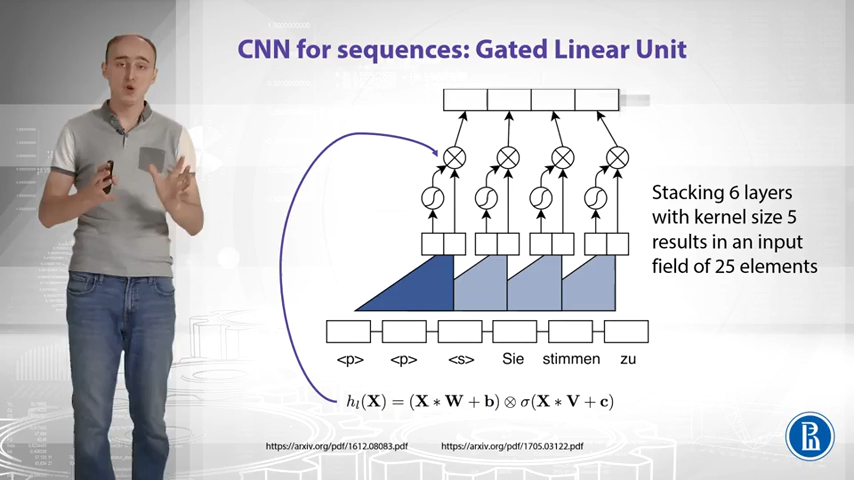 CNN for sequences: Gated Linear Unit
Stacking 6 layers
with kernel size 5
results in an input
field of 25 elements
<p> <p> <s> Sie stimmen zu
h_l(X) = (X ∗ W + b) ⊗ σ(X ∗ V + c)
https://arxiv.org/pdf/1612.08083.pdf https://arxiv.org/pdf/1705.03122.pdf